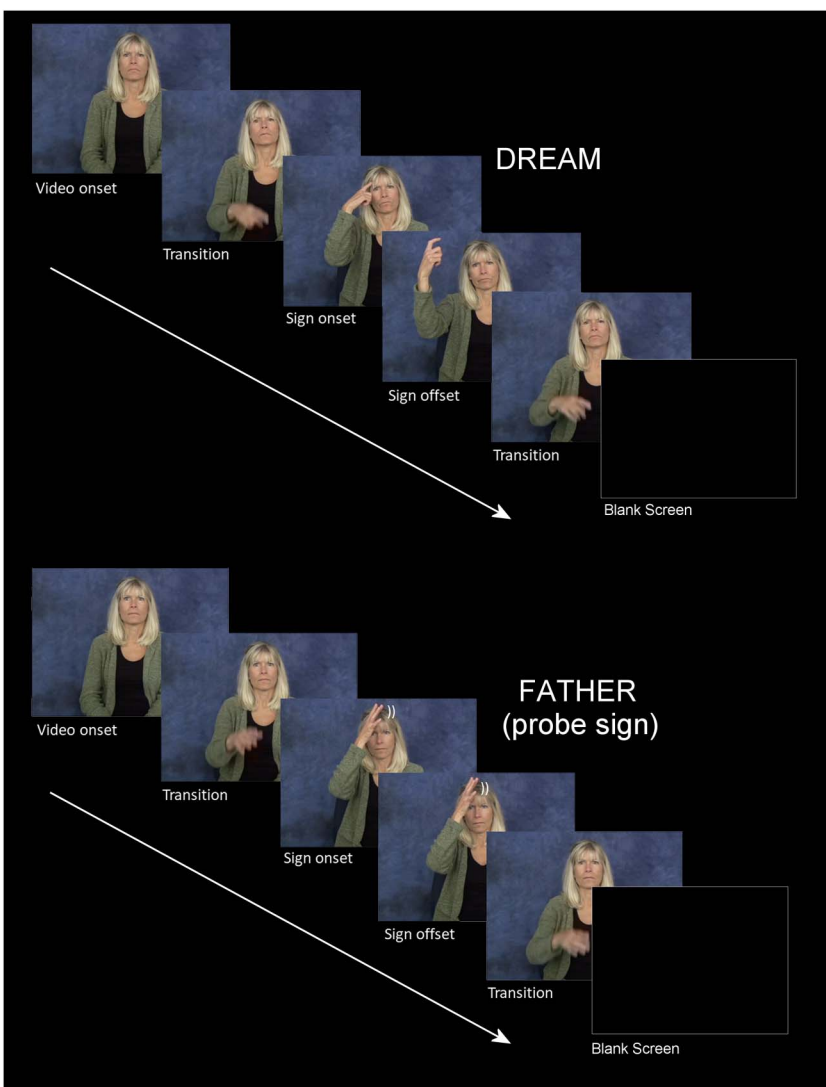 DREAM
Video onset
Transition
Sign onset
Sign offset
Transition
Blank Screen
FATHER
(probe sign)
Video onset
Transition
))
Sign onset
))
Sign offset
Transition
Blank Screen